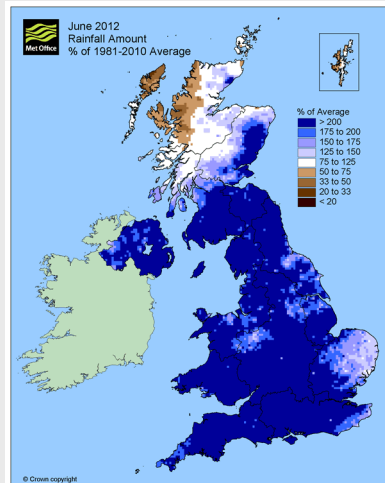 Met Office
June 2012
Rainfall Amount
% of 1981-2010 Average
% of Average
> 200
175 to 200
150 to 175
125 to 150
75 to 125
50 to 75
33 to 50
20 to 33
< 20
© Crown copyright